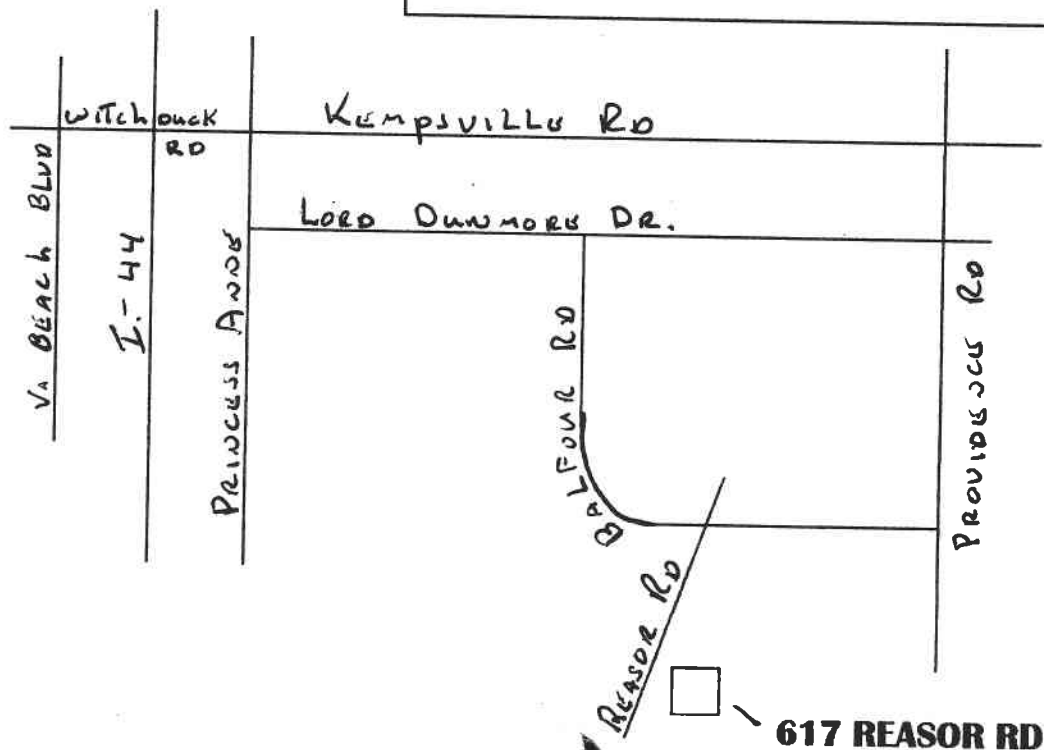 WITCHDUCK RD
KEMPSVILLE RD
LORD DUNMORE DR.
VA BEACH BLVD
I-44
PRINCESS ANNE
BALFOUR RD
PROVIDENCE RD
REASOR RD
617 REASOR RD